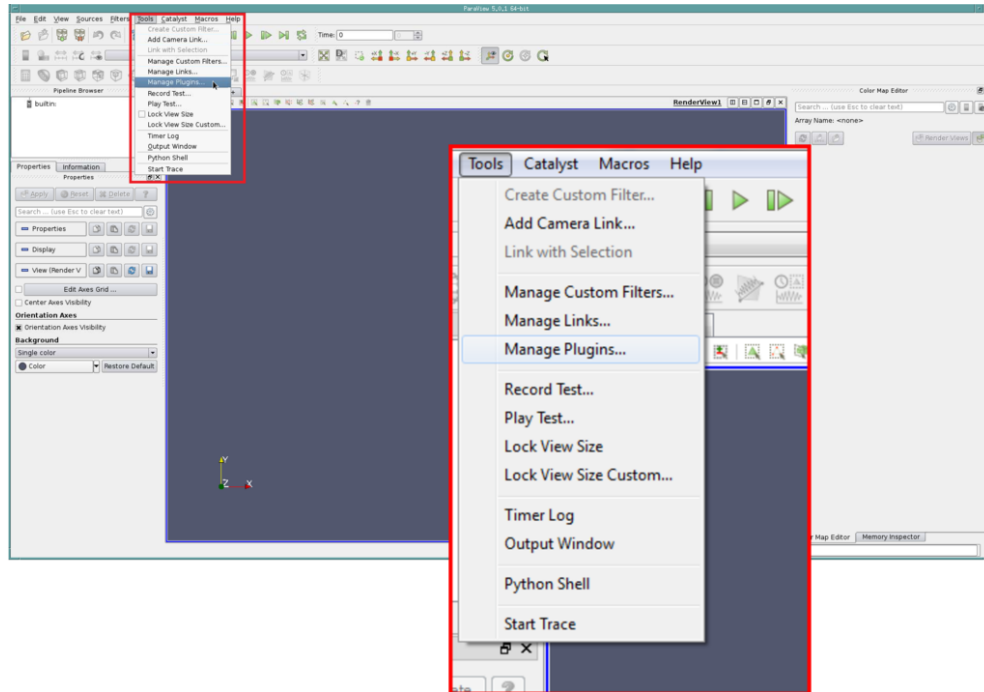 ParaView 5.4.1 64-bit
File Edit View Sources Filters Tools Catalyst Macros Help
Time: 0
Create Custom Filter...
Add Camera Link...
Link with Selection
Manage Custom Filters...
Manage Links...
Manage Plugins...
Record Test...
Play Test...
Lock View Size
Lock View Size Custom...
Timer Log
Output Window
Python Shell
Start Trace
Pipeline Browser
builtin:
Properties Information
Properties
Apply Reset Delete ?
Search ... (use Esc to clear text)
Properties
Display
View (Render V
Edit Axes Grid ...
Center Axes Visibility
Orientation Axes
Orientation Axes Visibility
Background
Single color
Color Restore Default
RenderView1
Y
Z X
Color Map Editor
Search ... (use Esc to clear text)
Array Name: <none>
Render Views
Map Editor Memory Inspector
Tools Catalyst Macros Help
Create Custom Filter...
Add Camera Link...
Link with Selection
Manage Custom Filters...
Manage Links...
Manage Plugins...
Record Test...
Play Test...
Lock View Size
Lock View Size Custom...
Timer Log
Output Window
Python Shell
Start Trace
ete ?